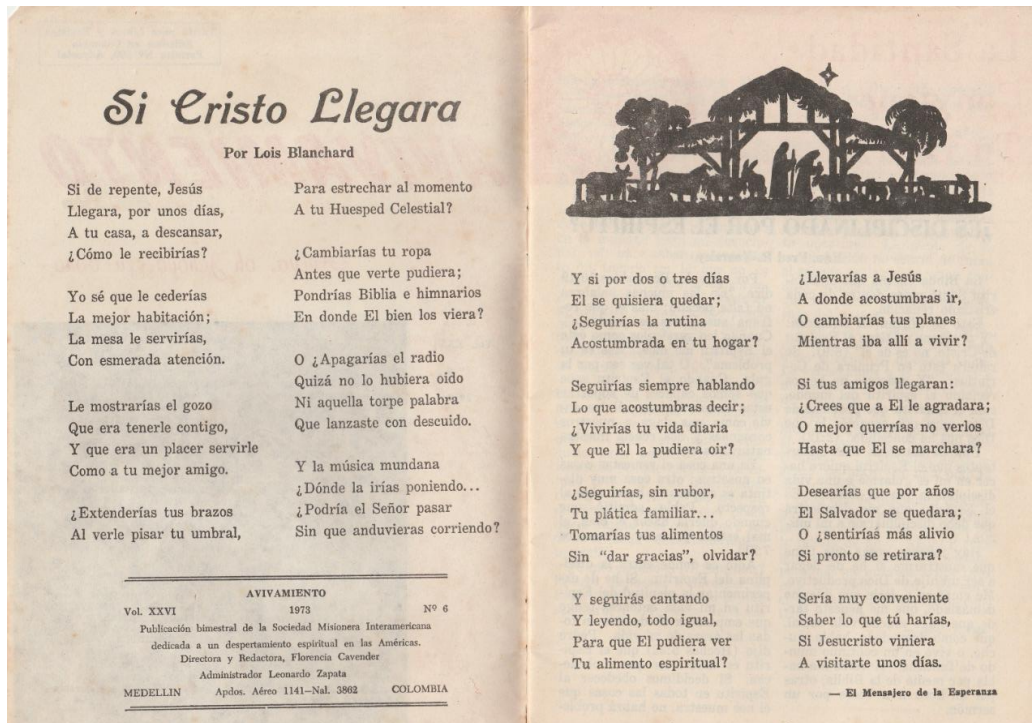 Si Cristo Llegara
Por Lois Blanchard
Si de repente, Jesús
Llegara, por unos días,
A tu casa, a descansar,
¿Cómo le recibirías?
Yo sé que le cederías
La mejor habitación;
La mesa le servirías,
Con esmerada atención.
Le mostrarías el gozo
Que era tenerle contigo,
Y que era un placer servirle
Como a tu mejor amigo.
¿Extenderías tus brazos
Al verle pisar tu umbral,
Para estrechar al momento
A tu Huesped Celestial?
¿Cambiarías tu ropa
Antes que verte pudiera;
Pondrías Biblia e himnarios
En donde El bien los viera?
O ¿Apagarías el radio
Quizá no lo hubiera oido
Ni aquella torpe palabra
Que lanzaste con descuido.
Y la música mundana
¿Dónde la irías poniendo...
¿Podría el Señor pasar
Sin que anduvieras corriendo?
AVIVAMIENTO
Vol. XXVI 1973 Nº 6
Publicación bimestral de la Sociedad Misionera Interamericana
dedicada a un despertamiento espiritual en las Américas.
Directora y Redactora, Florencia Cavender
Administrador Leonardo Zapata
MEDELLIN Apdos. Aéreo 1141—Nal. 3862 COLOMBIA
Y si por dos o tres días
El se quisiera quedar;
¿Seguirías la rutina
Acostumbrada en tu hogar?
Seguirías siempre hablando
Lo que acostumbras decir;
¿Vivirías tu vida diaria
Y que El la pudiera oir?
¿Seguirías, sin rubor,
Tu plática familiar...
Tomarías tus alimentos
Sin "dar gracias", olvidar?
Y seguirás cantando
Y leyendo, todo igual,
Para que El pudiera ver
Tu alimento espiritual?
¿Llevarías a Jesús
A donde acostumbras ir,
O cambiarías tus planes
Mientras iba allí a vivir?
Si tus amigos llegaran:
¿Crees que a El le agradara;
O mejor querrías no verlos
Hasta que El se marchara?
Desearías que por años
El Salvador se quedara;
O ¿sentirías más alivio
Si pronto se retirara?
Sería muy conveniente
Saber lo que tú harías,
Si Jesucristo viniera
A visitarte unos días.
— El Mensajero de la Esperanza